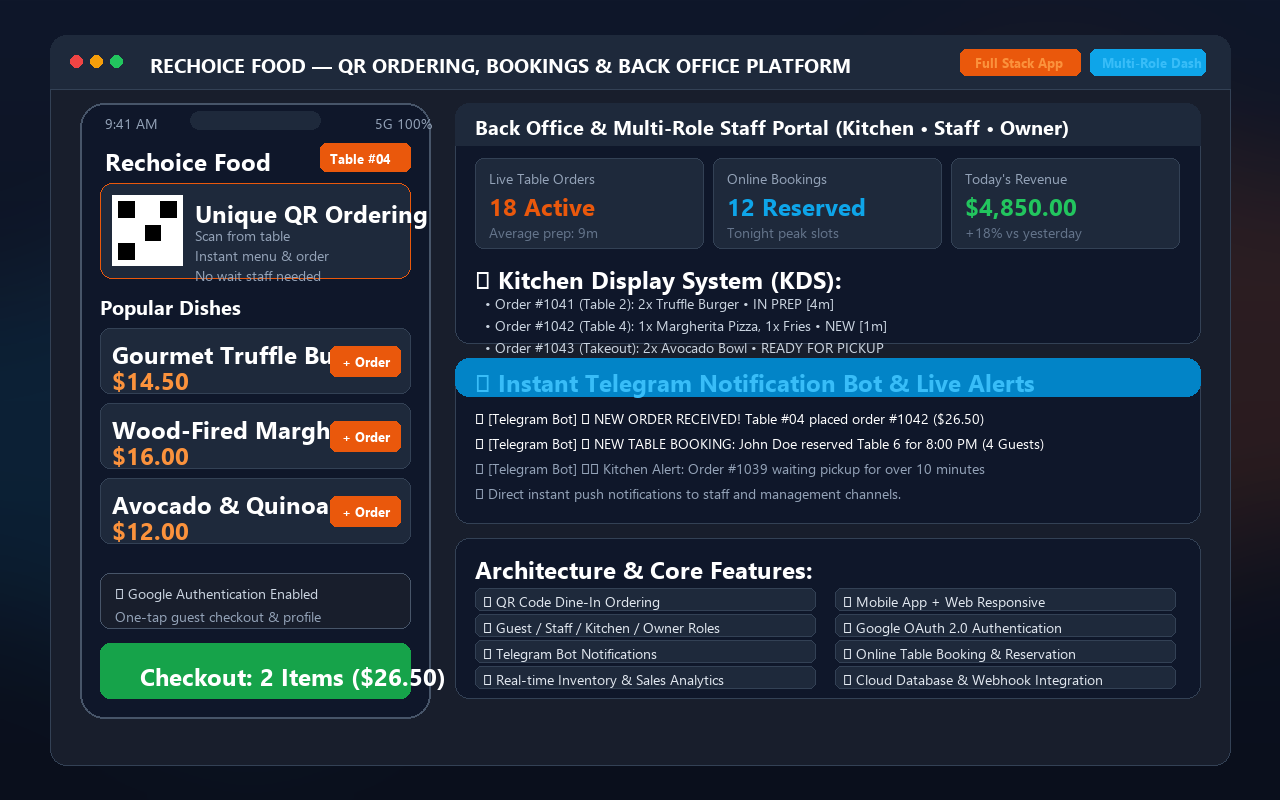 RECHOICE FOOD — QR ORDERING, BOOKINGS & BACK OFFICE PLATFORM
Full Stack App
Multi-Role Dash
9:41 AM
5G 100%
Rechoice Food
Table #04
Unique QR Ordering
Scan from table
Instant menu & order
No wait staff needed
Popular Dishes
Gourmet Truffle Bu
+ Order
$14.50
Wood-Fired Margh
+ Order
$16.00
Avocado & Quinoa
+ Order
$12.00
Google Authentication Enabled
One-tap guest checkout & profile
Checkout: 2 Items ($26.50)
Back Office & Multi-Role Staff Portal (Kitchen • Staff • Owner)
Live Table Orders
18 Active
Average prep: 9m
Online Bookings
12 Reserved
Tonight peak slots
Today's Revenue
$4,850.00
+18% vs yesterday
Kitchen Display System (KDS):
• Order #1041 (Table 2): 2x Truffle Burger • IN PREP [4m]
• Order #1042 (Table 4): 1x Margherita Pizza, 1x Fries • NEW [1m]
• Order #1043 (Takeout): 2x Avocado Bowl • READY FOR PICKUP
Instant Telegram Notification Bot & Live Alerts
[Telegram Bot] NEW ORDER RECEIVED! Table #04 placed order #1042 ($26.50)
[Telegram Bot] NEW TABLE BOOKING: John Doe reserved Table 6 for 8:00 PM (4 Guests)
[Telegram Bot] Kitchen Alert: Order #1039 waiting pickup for over 10 minutes
Direct instant push notifications to staff and management channels.
Architecture & Core Features:
QR Code Dine-In Ordering
Mobile App + Web Responsive
Guest / Staff / Kitchen / Owner Roles
Google OAuth 2.0 Authentication
Telegram Bot Notifications
Online Table Booking & Reservation
Real-time Inventory & Sales Analytics
Cloud Database & Webhook Integration